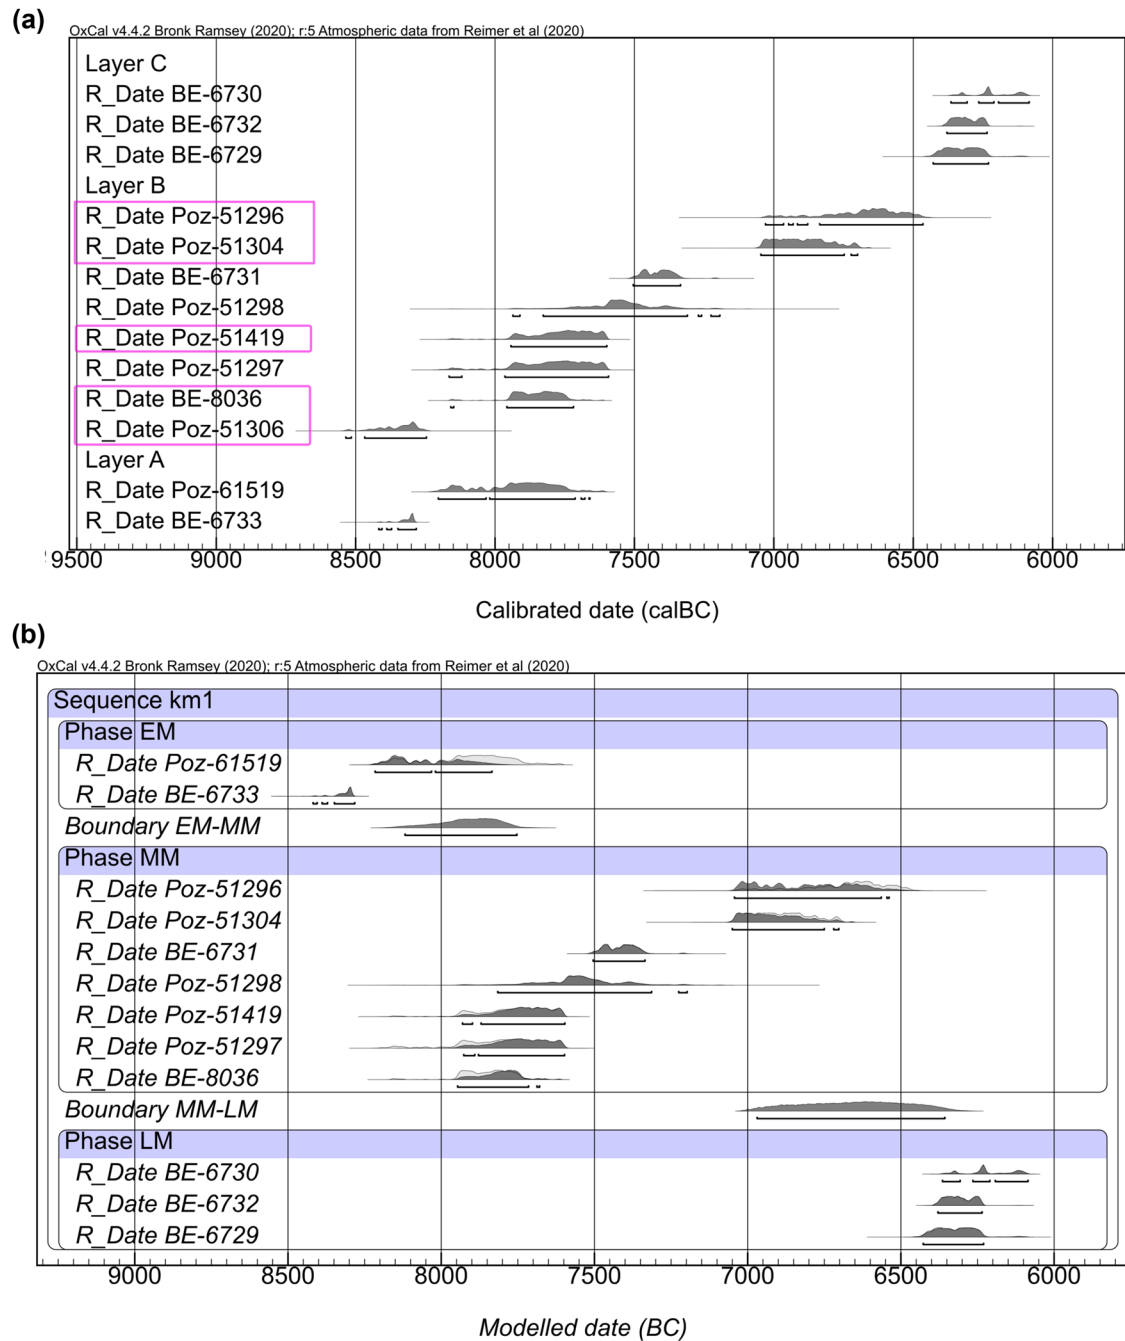 (a)
OxCal v4.4.2 Bronk Ramsey (2020); r:5 Atmospheric data from Reimer et al (2020)
Layer C
R_Date BE-6730
R_Date BE-6732
R_Date BE-6729
Layer B
R_Date Poz-51296
R_Date Poz-51304
R_Date BE-6731
R_Date Poz-51298
R_Date Poz-51419
R_Date Poz-51297
R_Date BE-8036
R_Date Poz-51306
Layer A
R_Date Poz-61519
R_Date BE-6733
9500 9000 8500 8000 7500 7000 6500 6000
Calibrated date (calBC)
(b)
OxCal v4.4.2 Bronk Ramsey (2020); r:5 Atmospheric data from Reimer et al (2020)
Sequence km1
Phase EM
R_Date Poz-61519
R_Date BE-6733
Boundary EM-MM
Phase MM
R_Date Poz-51296
R_Date Poz-51304
R_Date BE-6731
R_Date Poz-51298
R_Date Poz-51419
R_Date Poz-51297
R_Date BE-8036
Boundary MM-LM
Phase LM
R_Date BE-6730
R_Date BE-6732
R_Date BE-6729
9000 8500 8000 7500 7000 6500 6000
Modelled date (BC)